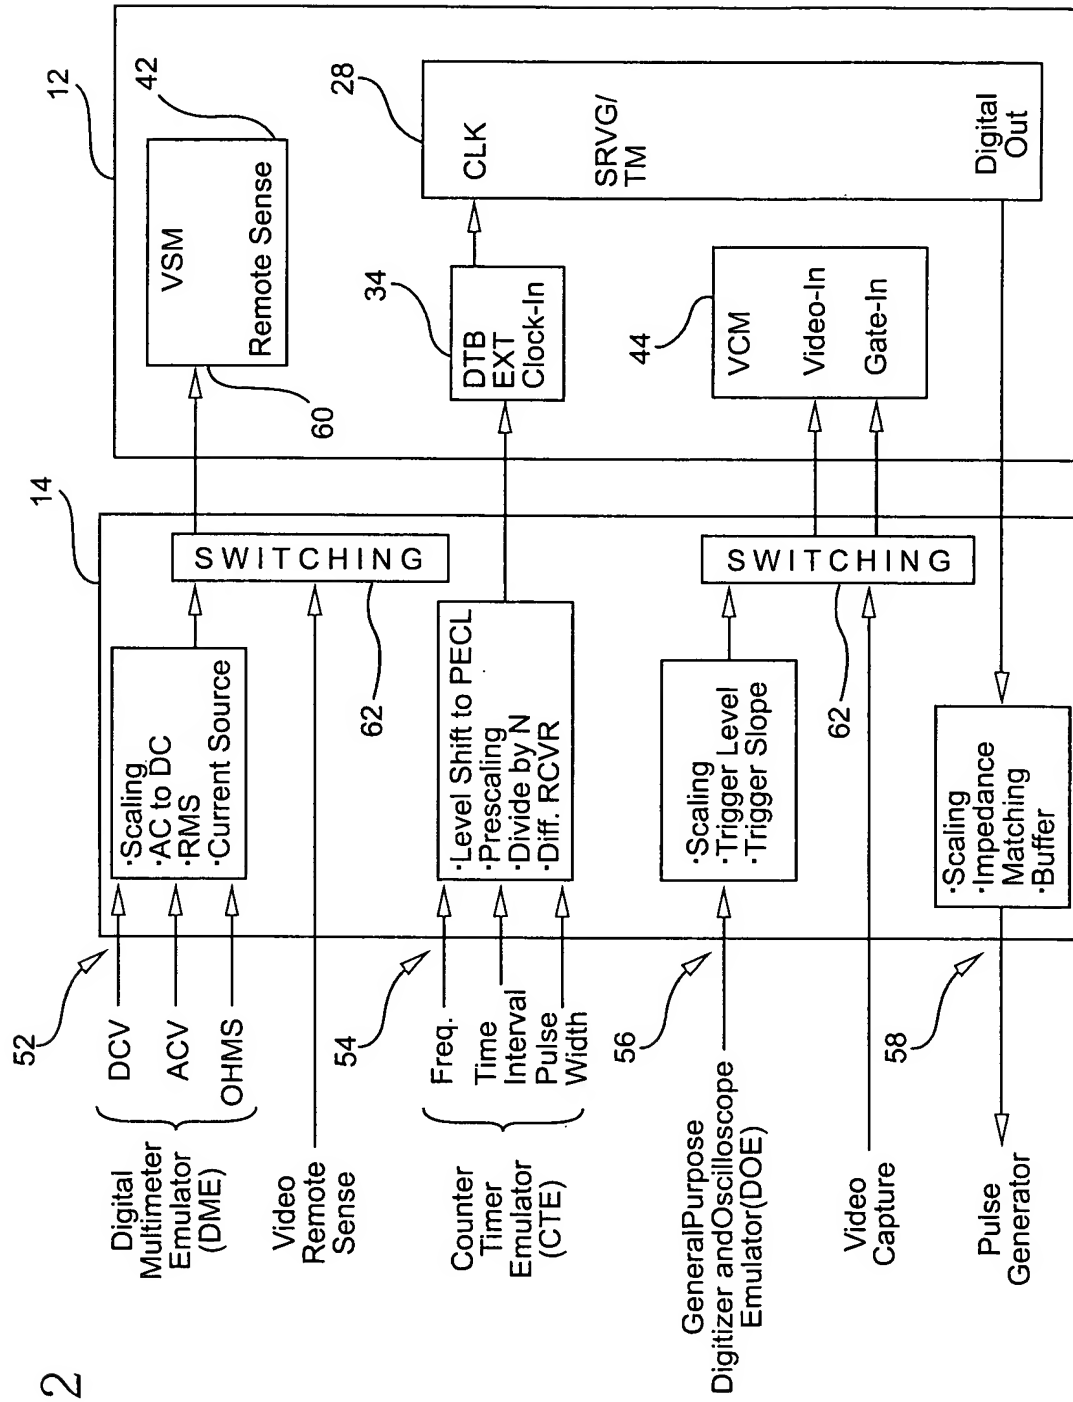 2
52
DCV
ACV
OHMS
Digital
Multimeter
Emulator
(DME)
Video
Remote
Sense
54
Freq.
Time
Interval
Pulse
Width
Counter
Timer
Emulator
(CTE)
56
GeneralPurpose
Digitizer andOscilloscope
Emulator(DOE)
Video
Capture
58
Pulse
Generator
14
·Scaling
·AC to DC
·RMS
·Current Source
SWITCHING
62
·Level Shift to PECL
·Prescaling
·Divide by N
·Diff. RCVR
·Scaling
·Trigger Level
·Trigger Slope
SWITCHING
62
·Scaling
·Impedance
Matching
·Buffer
12
VSM
Remote Sense
42
60
34
DTB
EXT
Clock-In
28
CLK
SRVG/
TM
Digital
Out
44
VCM
Video-In
Gate-In